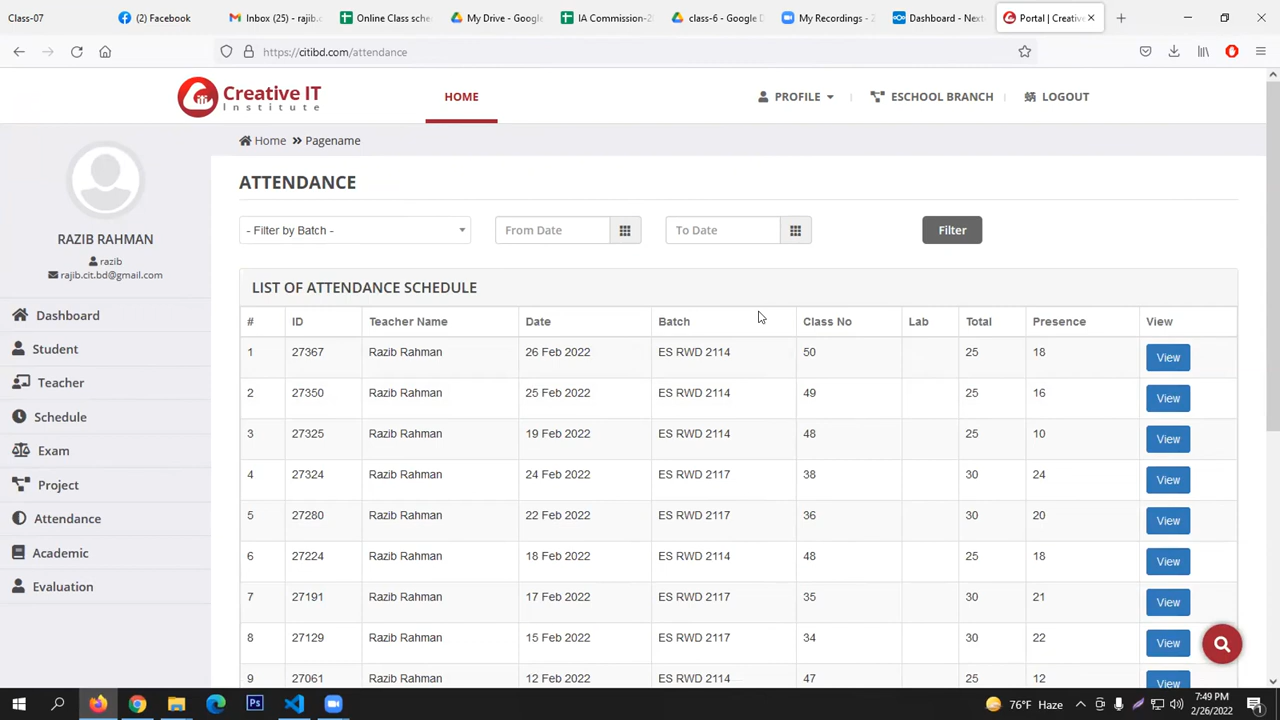 Class-07
(2) Facebook
Inbox (25) - rajib.c
Online Class sche
My Drive - Google
IA Commission-2
class-6 - Google D
My Recordings - Z
Dashboard - Next
Portal | Creative
https://citibd.com/attendance
Creative IT
Institute
HOME
PROFILE
ESCHOOL BRANCH
LOGOUT
Home » Pagename
RAZIB RAHMAN
razib
rajib.cit.bd@gmail.com
Dashboard
Student
Teacher
Schedule
Exam
Project
Attendance
Academic
Evaluation
ATTENDANCE
- Filter by Batch -
From Date
To Date
Filter
LIST OF ATTENDANCE SCHEDULE
# ID Teacher Name Date Batch Class No Lab Total Presence View
1 27367 Razib Rahman 26 Feb 2022 ES RWD 2114 50 25 18 View
2 27350 Razib Rahman 25 Feb 2022 ES RWD 2114 49 25 16 View
3 27325 Razib Rahman 19 Feb 2022 ES RWD 2114 48 25 10 View
4 27324 Razib Rahman 24 Feb 2022 ES RWD 2117 38 30 24 View
5 27280 Razib Rahman 22 Feb 2022 ES RWD 2117 36 30 20 View
6 27224 Razib Rahman 18 Feb 2022 ES RWD 2114 48 25 18 View
7 27191 Razib Rahman 17 Feb 2022 ES RWD 2117 35 30 21 View
8 27129 Razib Rahman 15 Feb 2022 ES RWD 2117 34 30 22 View
9 27061 Razib Rahman 12 Feb 2022 ES RWD 2114 47 25 12 View
76°F Haze
7:49 PM
2/26/2022